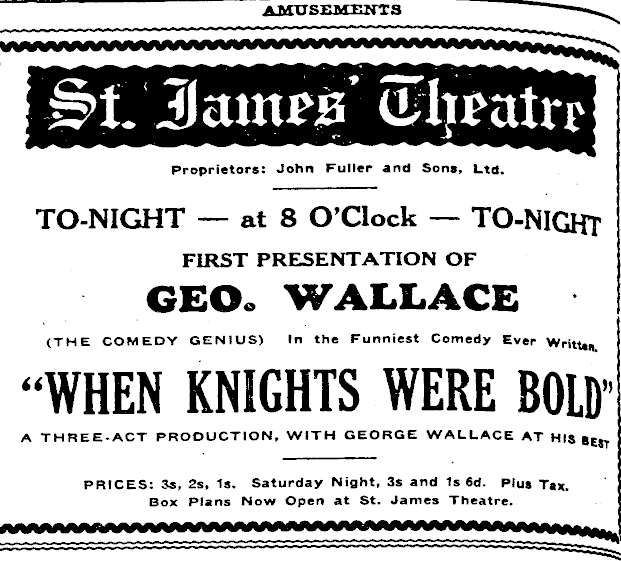 AMUSEMENTS
St. James' Theatre
Proprietors: John Fuller and Sons, Ltd.
TO-NIGHT — at 8 O'Clock — TO-NIGHT
FIRST PRESENTATION OF
GEO. WALLACE
(THE COMEDY GENIUS) In the Funniest Comedy Ever Written.
"WHEN KNIGHTS WERE BOLD"
A THREE-ACT PRODUCTION, WITH GEORGE WALLACE AT HIS BEST
PRICES: 3s, 2s, 1s. Saturday Night, 3s and 1s 6d. Plus Tax.
Box Plans Now Open at St. James Theatre.